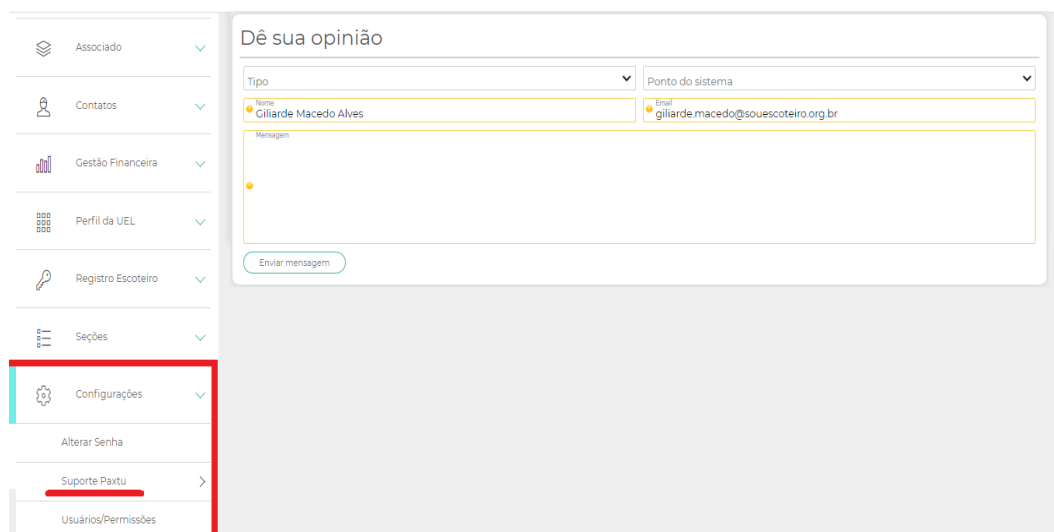 Associado
Contatos
Gestão Financeira
Perfil da UEL
Registro Escoteiro
Seções
Configurações
Alterar Senha
Suporte Paxtu
Usuários/Permissões
Dê sua opinião
Tipo
Ponto do sistema
Nome
Giliarde Macedo Alves
Email
giliarde.macedo@souescoteiro.org.br
Mensagem
Enviar mensagem